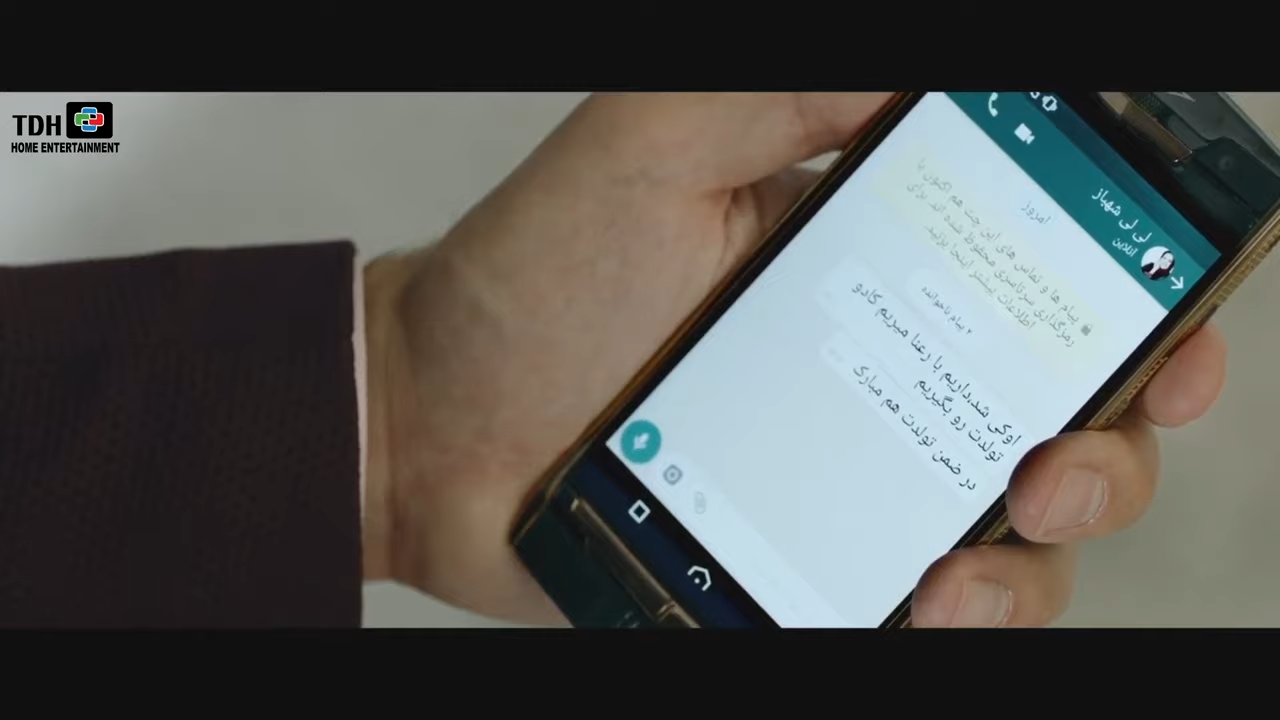 TDH
HOME ENTERTAINMENT
لی لی شهباز
آنلاین
امروز
پیام ها و تماس های این چت هم اکنون با
رمزگذاری سرتاسری محفوظ شده اند برای
اطلاعات بیشتر اینجا بزنید
۲ پیام ناخوانده
اوکی شد،داریم با رعنا میریم کادو
تولدت رو بگیریم
در ضمن تولدت هم مبارک